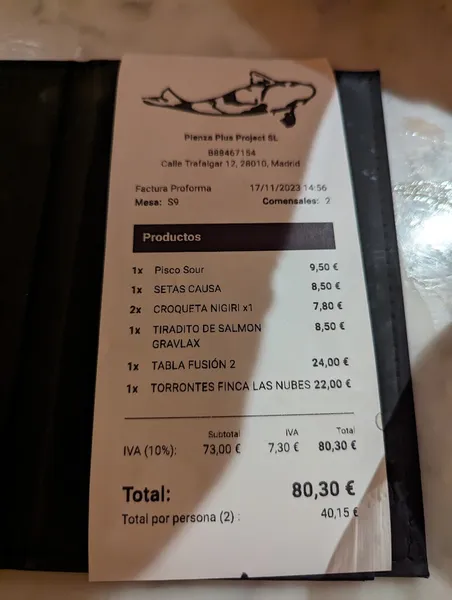 Pienza Plus Project SL
B88467154
Calle Trafalgar 12, 28010, Madrid
Factura Proforma 17/11/2023 14:56
Mesa: S9 Comensales: 2
Productos
1x Pisco Sour 9,50 €
1x SETAS CAUSA 8,50 €
2x CROQUETA NIGIRI x1 7,80 €
1x TIRADITO DE SALMON 8,50 €
GRAVLAX
1x TABLA FUSIÓN 2 24,00 €
1x TORRONTES FINCA LAS NUBES 22,00 €
Subtotal IVA Total
IVA (10%): 73,00 € 7,30 € 80,30 €
Total: 80,30 €
Total por persona (2) : 40,15 €